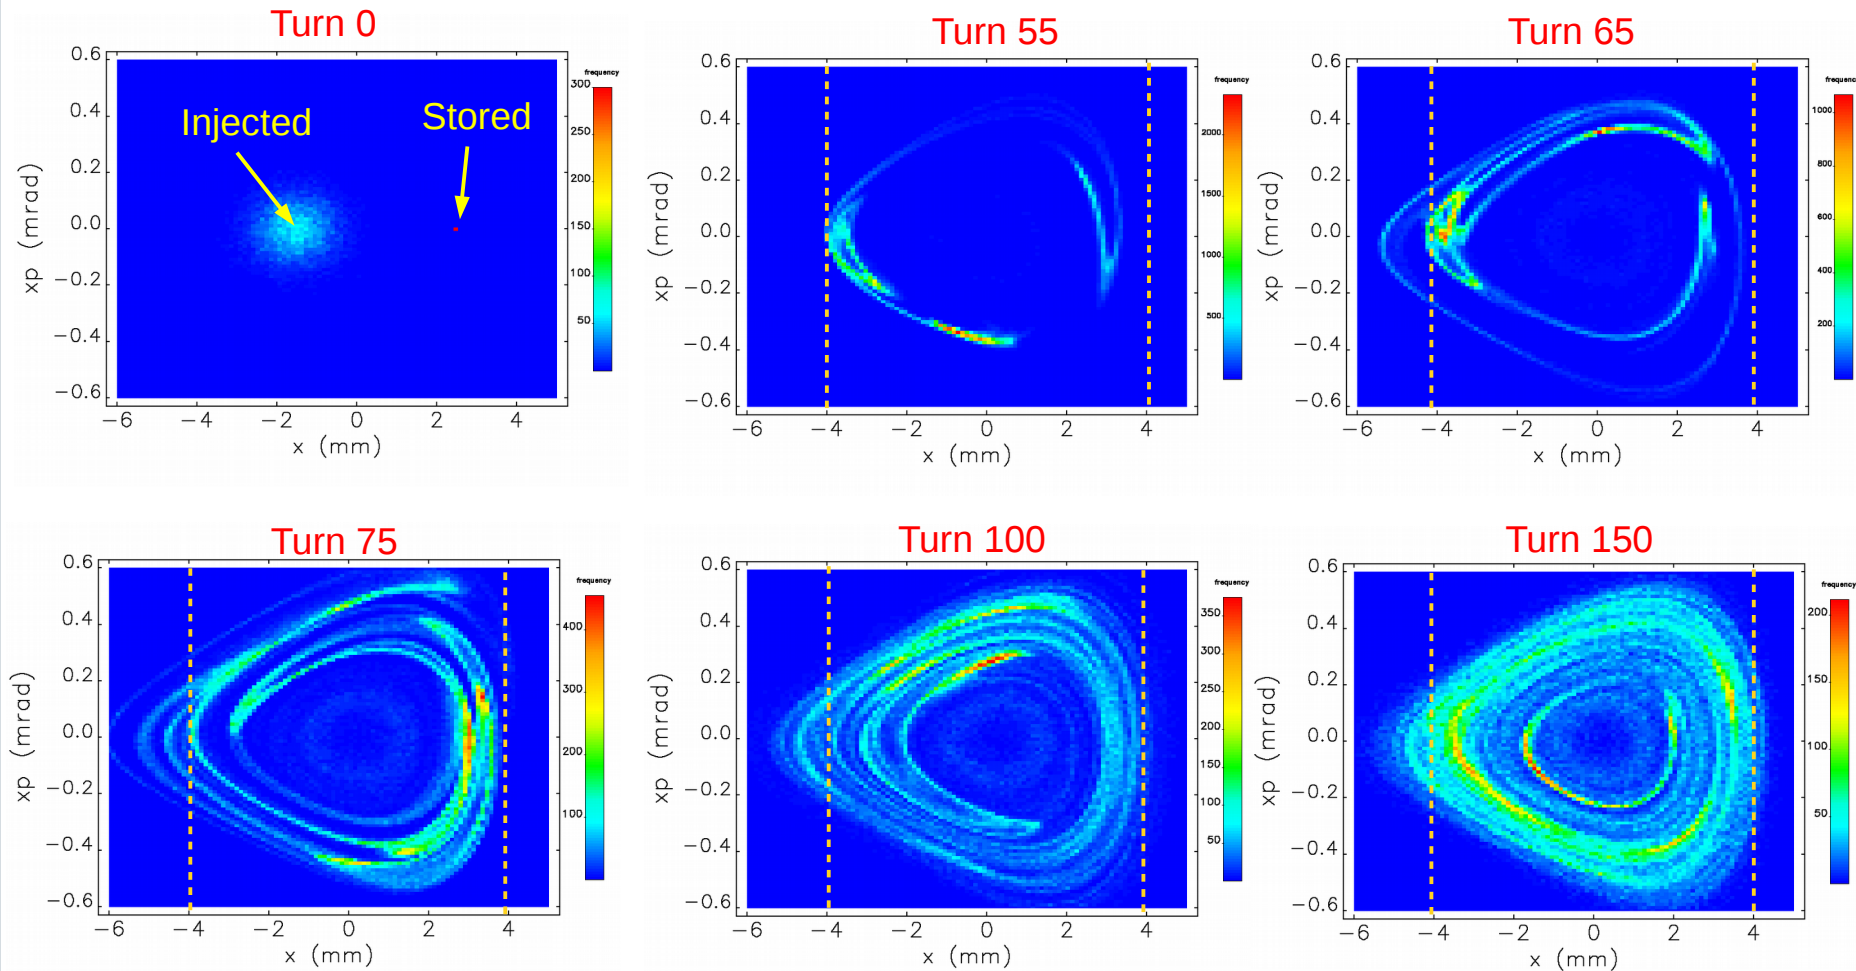 Turn 0
Turn 55
Turn 65
0.6
0.4
0.2
0.0
−0.2
−0.4
−0.6
xp (mrad)
Injected
Stored
−6 −4 −2 0 2 4
x (mm)
frequency
300
250.
200.
150.
100.
50.
0.6
0.4
0.2
0.0
−0.2
−0.4
−0.6
xp (mrad)
−6 −4 −2 0 2 4
x (mm)
frequency
2000.
1500.
1000.
500.
0.6
0.4
0.2
0.0
−0.2
−0.4
−0.6
xp (mrad)
−6 −4 −2 0 2 4
x (mm)
frequency
1000.
800.
600.
400.
200.
Turn 75
Turn 100
Turn 150
0.6
0.4
0.2
0.0
−0.2
−0.4
−0.6
xp (mrad)
−6 −4 −2 0 2 4
x (mm)
frequency
400.
300.
200.
100.
0.6
0.4
0.2
0.0
−0.2
−0.4
−0.6
xp (mrad)
−6 −4 −2 0 2 4
x (mm)
frequency
350.
300.
250.
200.
150.
100.
50.
0.6
0.4
0.2
0.0
−0.2
−0.4
−0.6
xp (mrad)
−6 −4 −2 0 2 4
x (mm)
frequency
200.
150.
100.
50.